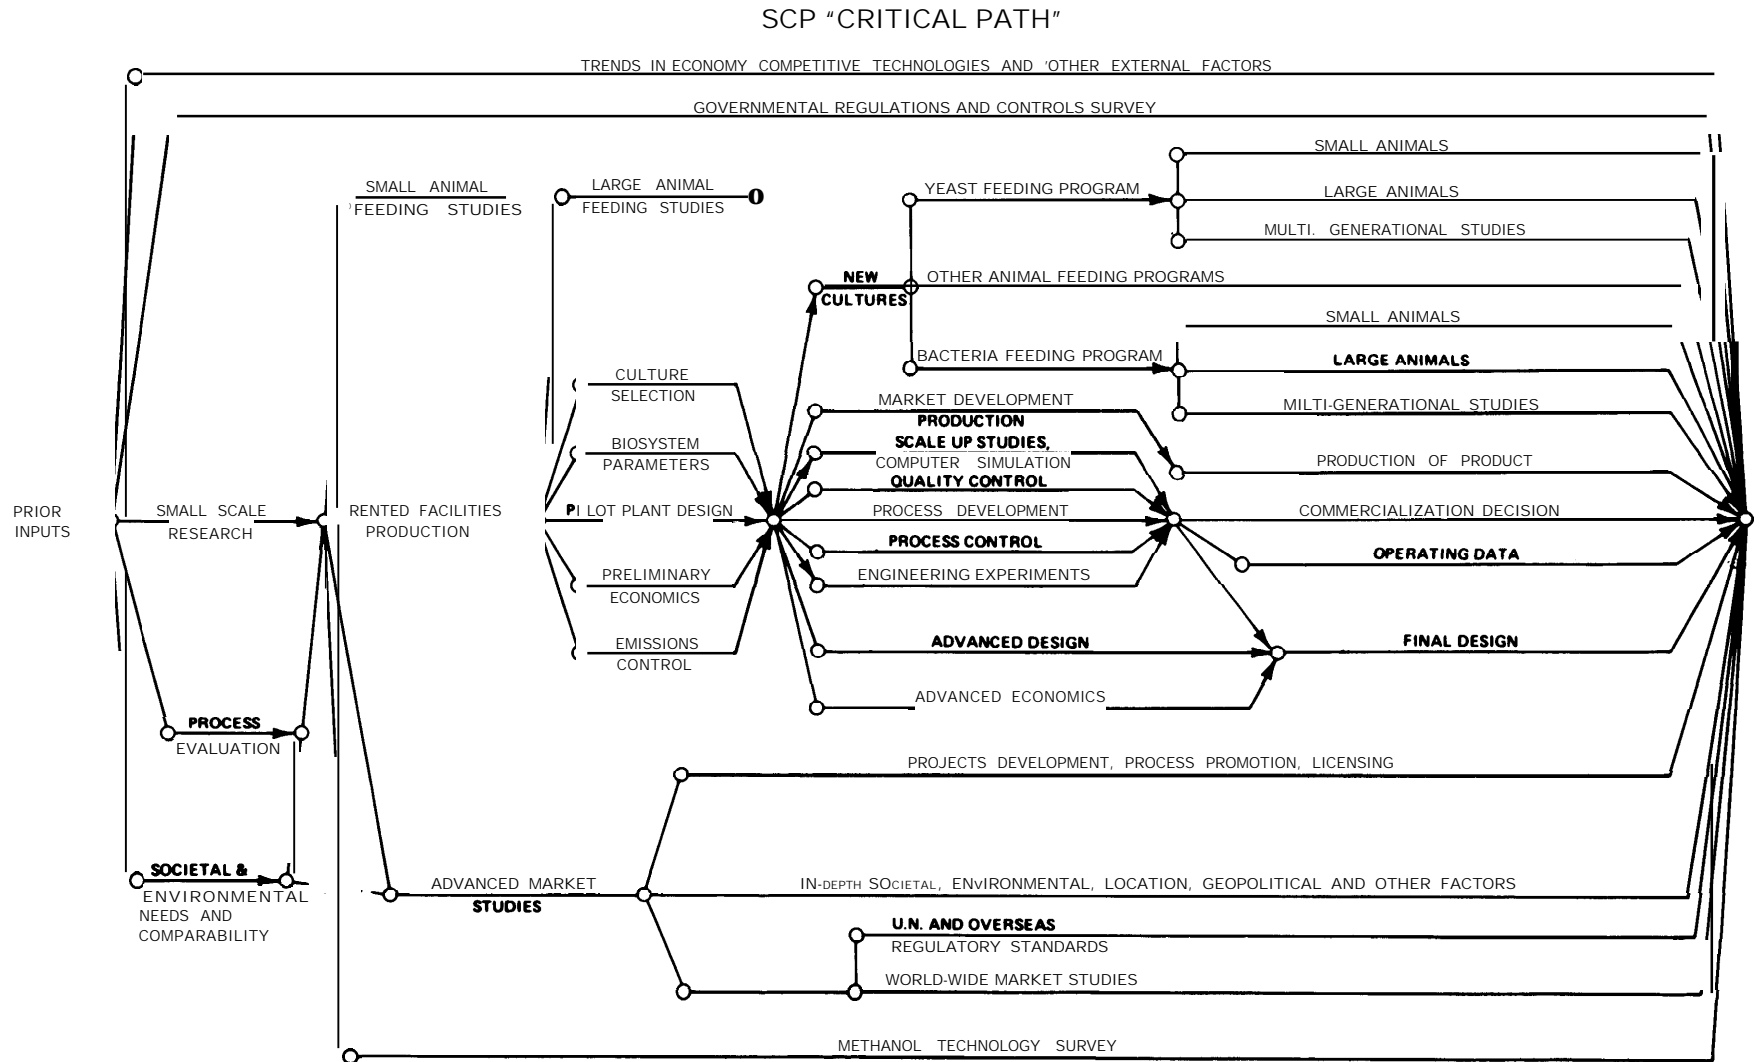 SCP “CRITICAL PATH”
TRENDS IN ECONOMY COMPETITIVE TECHNOLOGIES AND 'OTHER EXTERNAL FACTORS
GOVERNMENTAL REGULATIONS AND CONTROLS SURVEY
SMALL ANIMALS
SMALL ANIMAL
FEEDING STUDIES
LARGE ANIMAL
FEEDING STUDIES
YEAST FEEDING PROGRAM
LARGE ANIMALS
MULTI. GENERATIONAL STUDIES
NEW
CULTURES
OTHER ANIMAL FEEDING PROGRAMS
SMALL ANIMALS
BACTERIA FEEDING PROGRAM
LARGE ANIMALS
MILTI-GENERATIONAL STUDIES
CULTURE
SELECTION
MARKET DEVELOPMENT
PRODUCTION
SCALE UP STUDIES,
COMPUTER SIMULATION
BIOSYSTEM
PARAMETERS
PRODUCTION OF PRODUCT
QUALITY CONTROL
PRIOR
INPUTS
SMALL SCALE
RESEARCH
RENTED FACILITIES
PRODUCTION
PI LOT PLANT DESIGN
PROCESS DEVELOPMENT
COMMERCIALIZATION DECISION
PROCESS CONTROL
OPERATING DATA
PRELIMINARY
ECONOMICS
ENGINEERING EXPERIMENTS
EMISSIONS
CONTROL
ADVANCED DESIGN
FINAL DESIGN
ADVANCED ECONOMICS
PROCESS
EVALUATION
PROJECTS DEVELOPMENT, PROCESS PROMOTION, LICENSING
SOCIETAL &
ENVIRONMENTAL
NEEDS AND
COMPARABILITY
ADVANCED MARKET
STUDIES
IN-DEPTH SOCIETAL, ENVIRONMENTAL, LOCATION, GEOPOLITICAL AND OTHER FACTORS
U.N. AND OVERSEAS
REGULATORY STANDARDS
WORLD-WIDE MARKET STUDIES
METHANOL TECHNOLOGY SURVEY